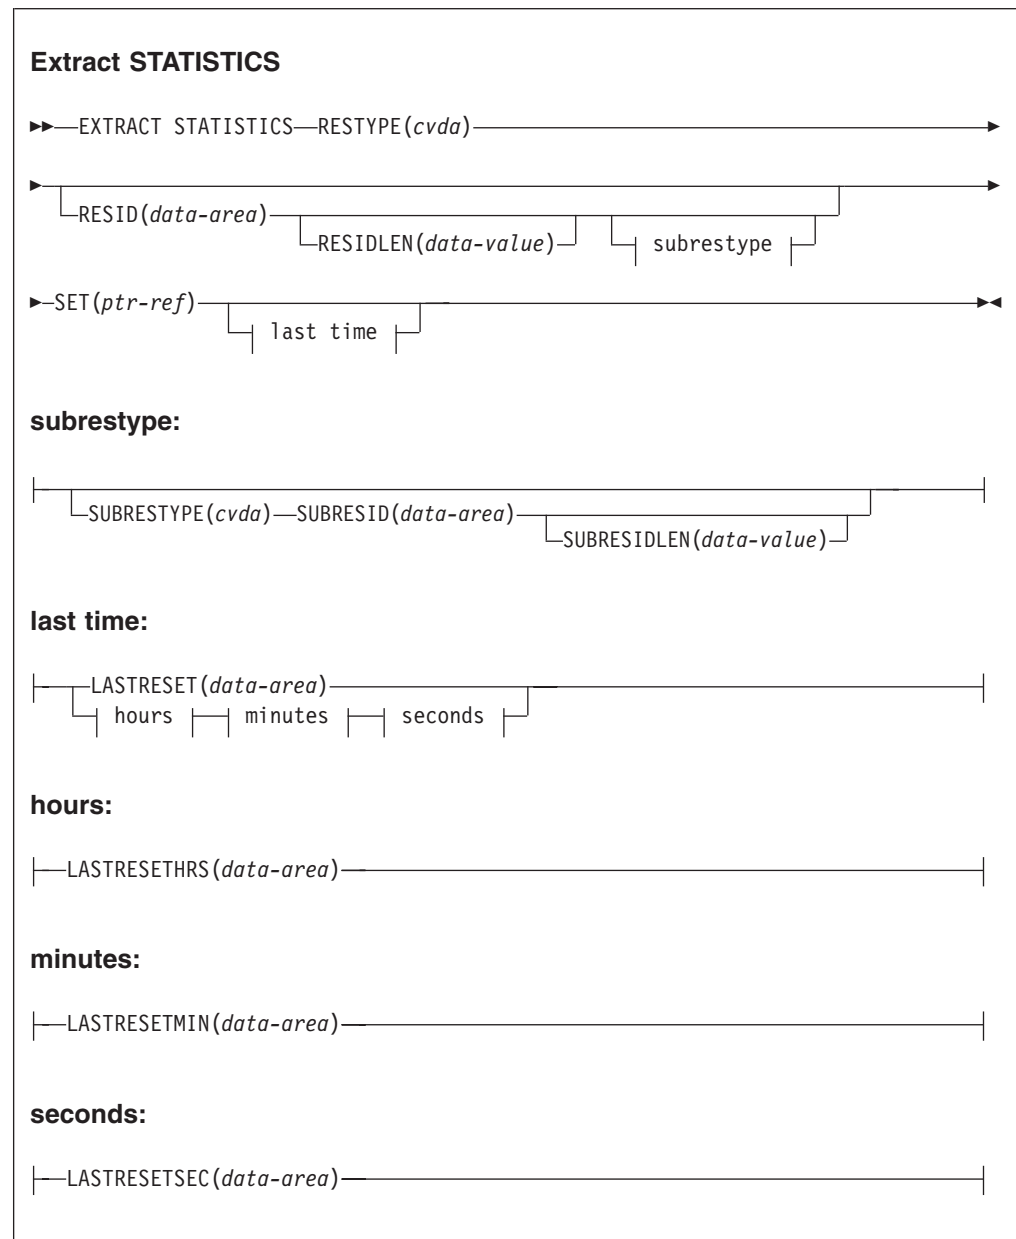 Extract STATISTICS
EXTRACT STATISTICS RESTYPE(cvda)
RESID(data-area)
RESIDLEN(data-value) subrestype
SET(ptr-ref)
last time
subrestype:
SUBRESTYPE(cvda) SUBRESID(data-area)
SUBRESIDLEN(data-value)
last time:
LASTRESET(data-area)
hours minutes seconds
hours:
LASTRESETHRS(data-area)
minutes:
LASTRESETMIN(data-area)
seconds:
LASTRESETSEC(data-area)